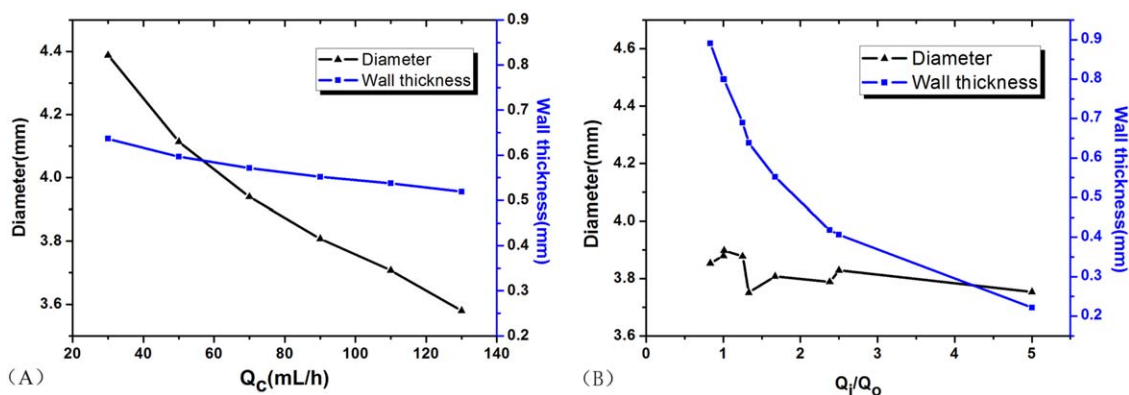 Diameter
Wall thickness
Diameter(mm)
4.4
4.2
4.0
3.8
3.6
0.9
0.8
0.7
0.6
0.5
0.4
0.3
0.2
Wall thickness(mm)
20 40 60 80 100 120 140
(A) Qc(mL/h)
Diameter
Wall thickness
Diameter(mm)
4.6
4.4
4.2
4.0
3.8
3.6
0.9
0.8
0.7
0.6
0.5
0.4
0.3
0.2
Wall thickness(mm)
0 1 2 3 4 5
(B) Qi/Qo